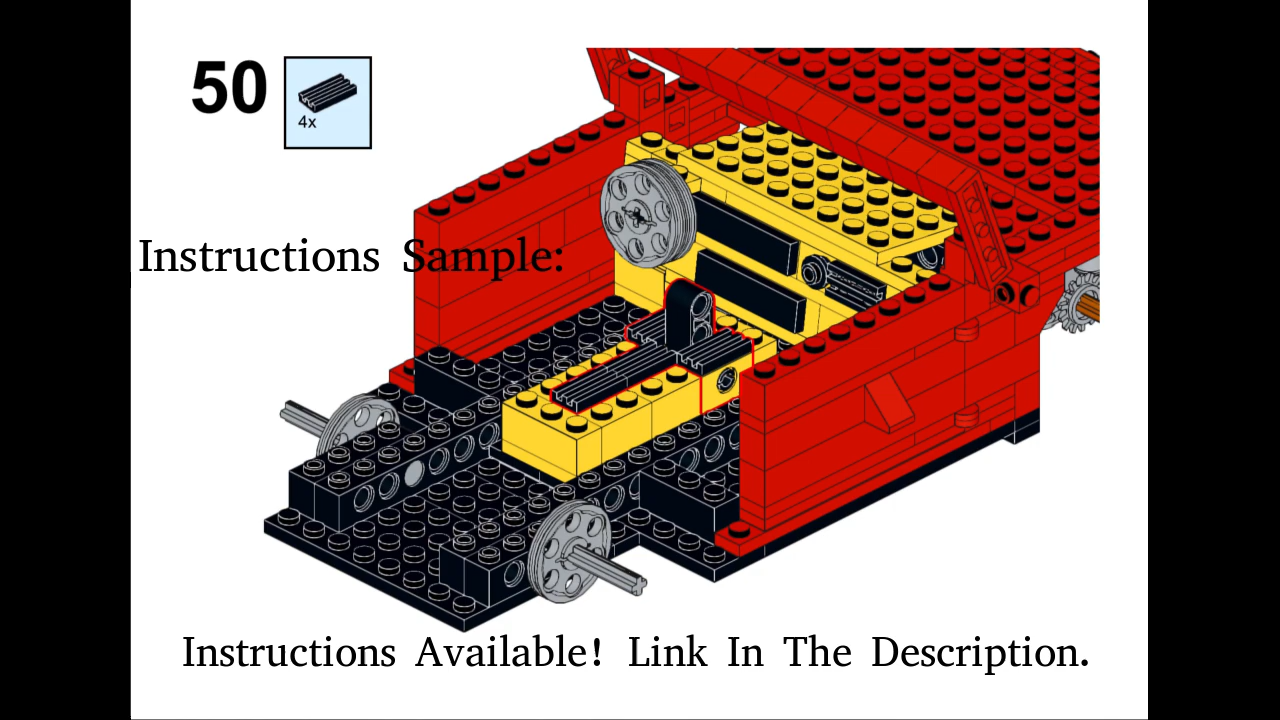 50
4x
Instructions Sample:
Instructions Available! Link In The Description.